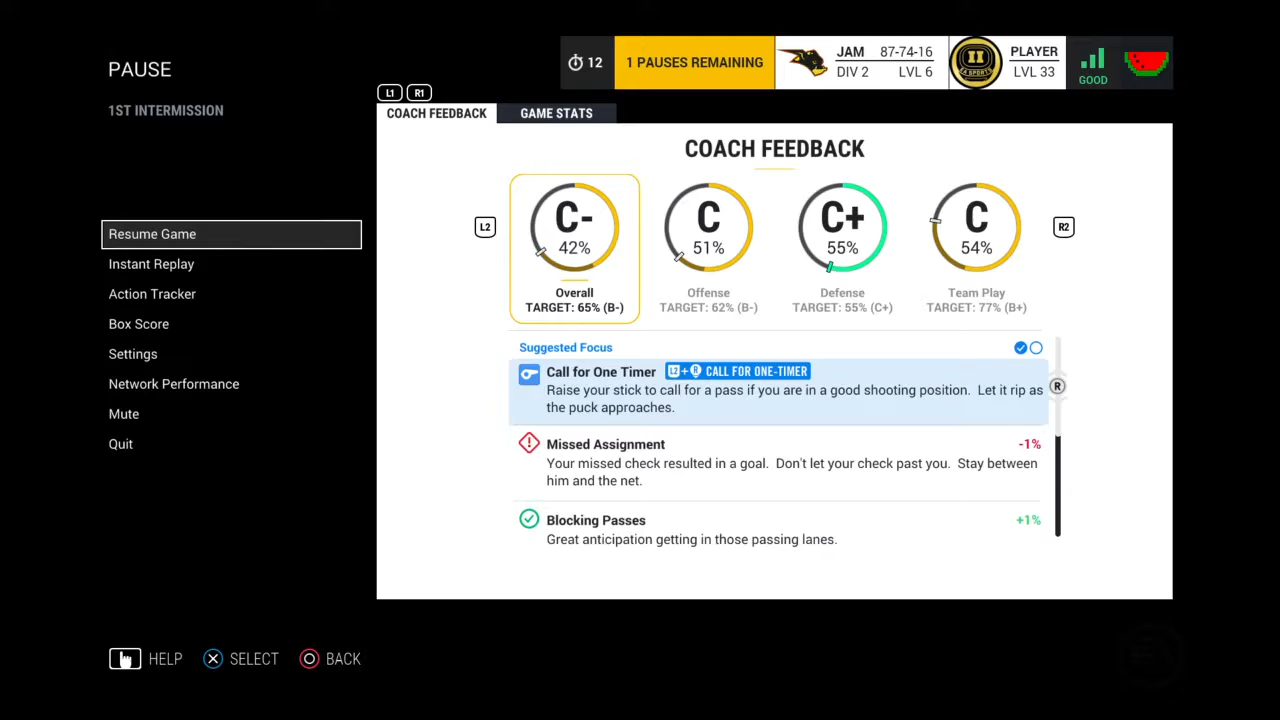 PAUSE
1ST INTERMISSION
12
1 PAUSES REMAINING
JAM 87-74-16
DIV 2 LVL 6
II
EA SPORTS
PLAYER
LVL 33
GOOD
L1 R1
COACH FEEDBACK GAME STATS
COACH FEEDBACK
Resume Game
Instant Replay
Action Tracker
Box Score
Settings
Network Performance
Mute
Quit
L2
C-
42%
Overall
TARGET: 65% (B-)
C
51%
Offense
TARGET: 62% (B-)
C+
55%
Defense
TARGET: 55% (C+)
C
54%
Team Play
TARGET: 77% (B+)
R2
Suggested Focus
Call for One Timer L2 + R CALL FOR ONE-TIMER
Raise your stick to call for a pass if you are in a good shooting position. Let it rip as
the puck approaches.
R
Missed Assignment -1%
Your missed check resulted in a goal. Don't let your check past you. Stay between
him and the net.
Blocking Passes +1%
Great anticipation getting in those passing lanes.
HELP SELECT BACK